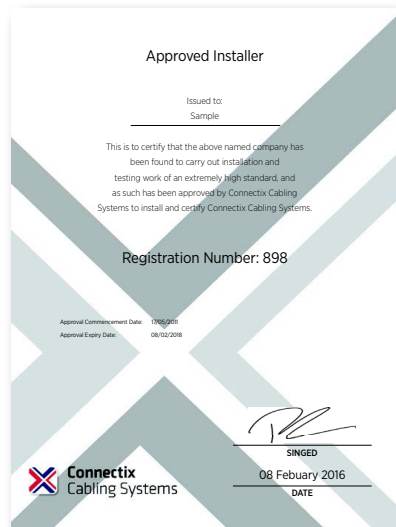 Approved Installer
Issued to:
Sample
This is to certify that the above named company has
been found to carry out installation and
testing work of an extremely high standard, and
as such has been approved by Connectix Cabling
Systems to install and certify Connectix Cabling Systems.
Registration Number: 898
Approval Commencement Date: 17/05/2011
Approval Expiry Date: 08/02/2018
SINGED
08 Febuary 2016
DATE
Connectix
Cabling Systems